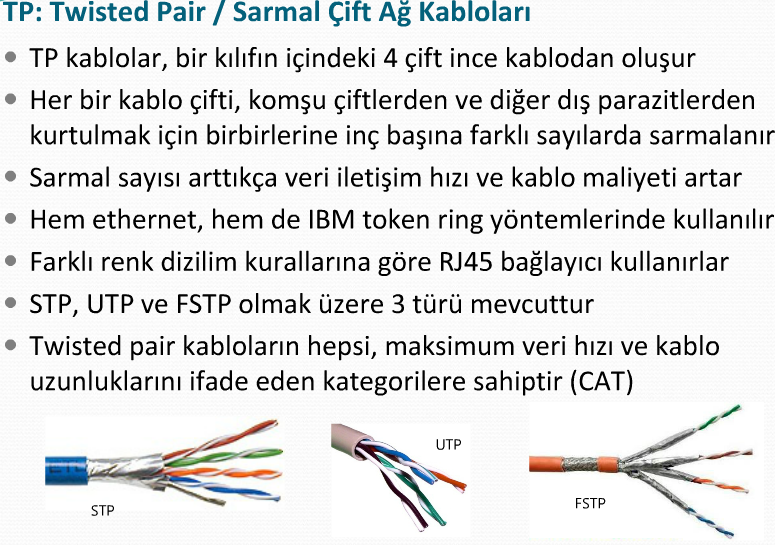 TP: Twisted Pair / Sarmal Çift Ağ Kabloları
• TP kablolar, bir kılıfın içindeki 4 çift ince kablodan oluşur
• Her bir kablo çifti, komşu çiftlerden ve diğer dış parazitlerden
kurtulmak için birbirlerine inç başına farklı sayılarda sarmalanır
• Sarmal sayısı arttıkça veri iletişim hızı ve kablo maliyeti artar
• Hem ethernet, hem de IBM token ring yöntemlerinde kullanılır
• Farklı renk dizilim kurallarına göre RJ45 bağlayıcı kullanırlar
• STP, UTP ve FSTP olmak üzere 3 türü mevcuttur
• Twisted pair kabloların hepsi, maksimum veri hızı ve kablo
uzunluklarını ifade eden kategorilere sahiptir (CAT)
STP
UTP
FSTP